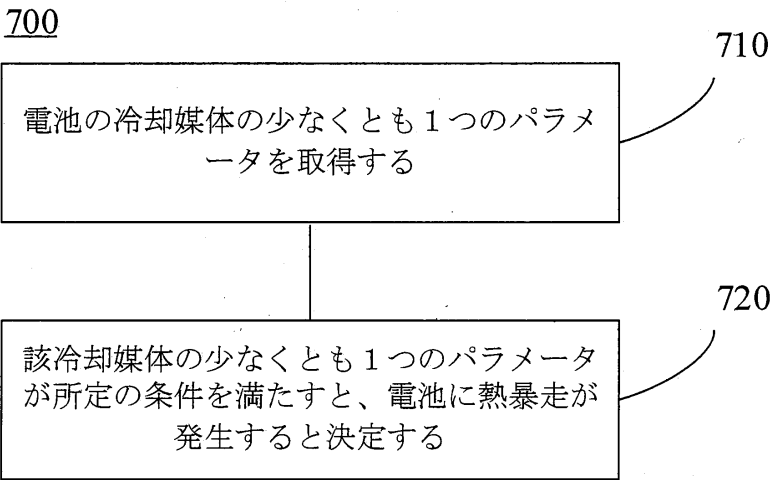 700
710
電池の冷却媒体の少なくとも１つのパラメ
ータを取得する
720
該冷却媒体の少なくとも１つのパラメータ
が所定の条件を満たすと、電池に熱暴走が
発生すると決定する